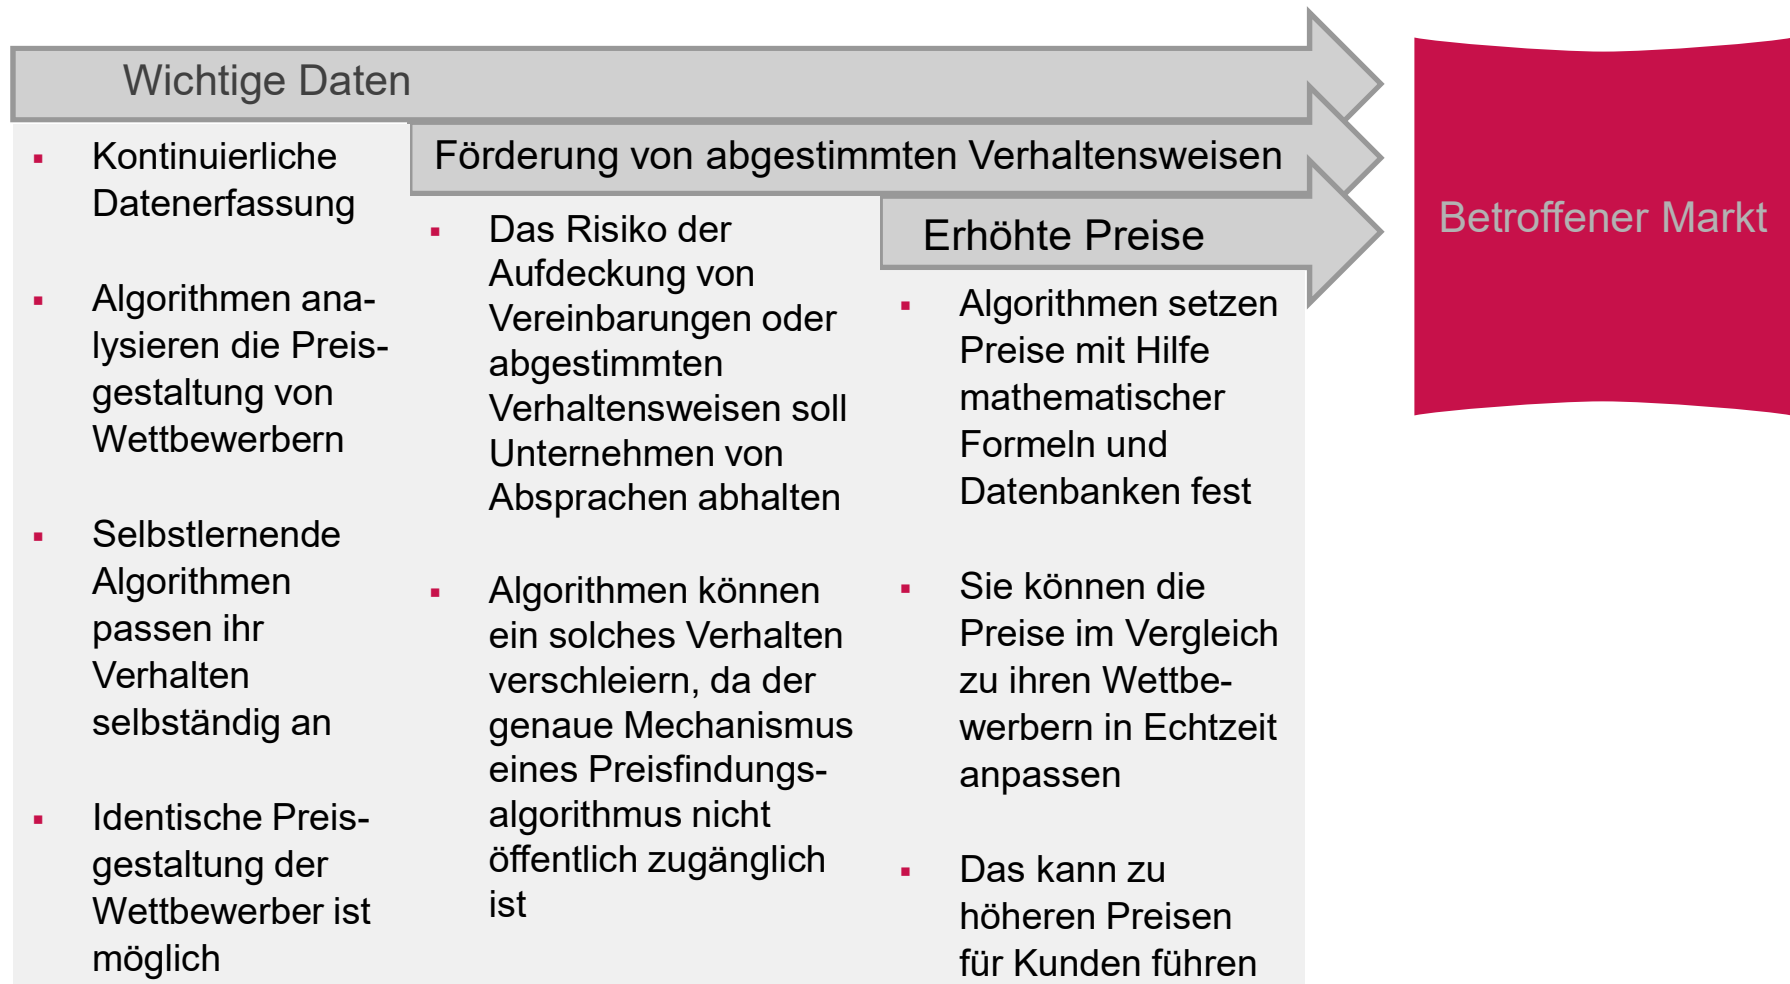 Wichtige Daten
▪ Kontinuierliche
Datenerfassung
▪ Algorithmen ana-
lysieren die Preis-
gestaltung von
Wettbewerbern
▪ Selbstlernende
Algorithmen
passen ihr
Verhalten
selbständig an
▪ Identische Preis-
gestaltung der
Wettbewerber ist
möglich
Förderung von abgestimmten Verhaltensweisen
▪ Das Risiko der
Aufdeckung von
Vereinbarungen oder
abgestimmten
Verhaltensweisen soll
Unternehmen von
Absprachen abhalten
▪ Algorithmen können
ein solches Verhalten
verschleiern, da der
genaue Mechanismus
eines Preisfindungs-
algorithmus nicht
öffentlich zugänglich
ist
Erhöhte Preise
▪ Algorithmen setzen
Preise mit Hilfe
mathematischer
Formeln und
Datenbanken fest
▪ Sie können die
Preise im Vergleich
zu ihren Wettbe-
werbern in Echtzeit
anpassen
▪ Das kann zu
höheren Preisen
für Kunden führen
Betroffener Markt